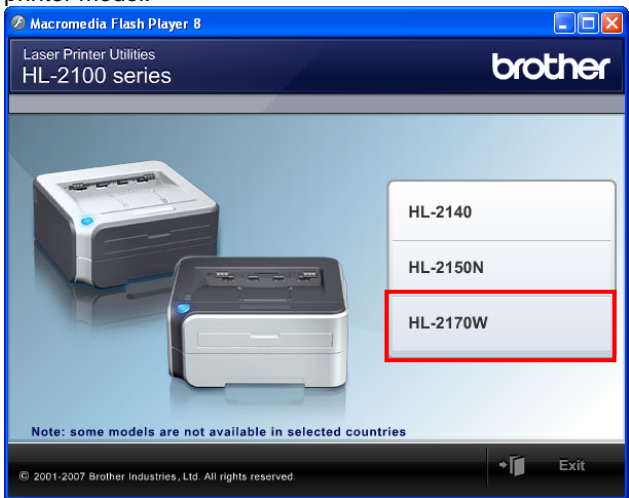 printer model.
Macromedia Flash Player 8
Laser Printer Utilities
HL-2100 series
brother
HL-2140
HL-2150N
HL-2170W
Note: some models are not available in selected countries
© 2001-2007 Brother Industries, Ltd. All rights reserved.
Exit